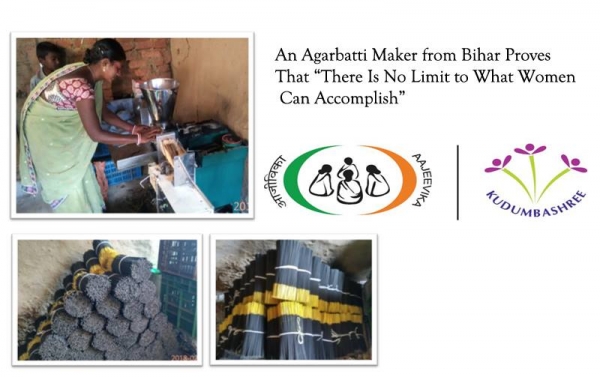 An Agarbatti Maker from Bihar Proves
That “There Is No Limit to What Women
Can Accomplish”
आजीविका
AAJEEVIKA
KUDUMBASHREE